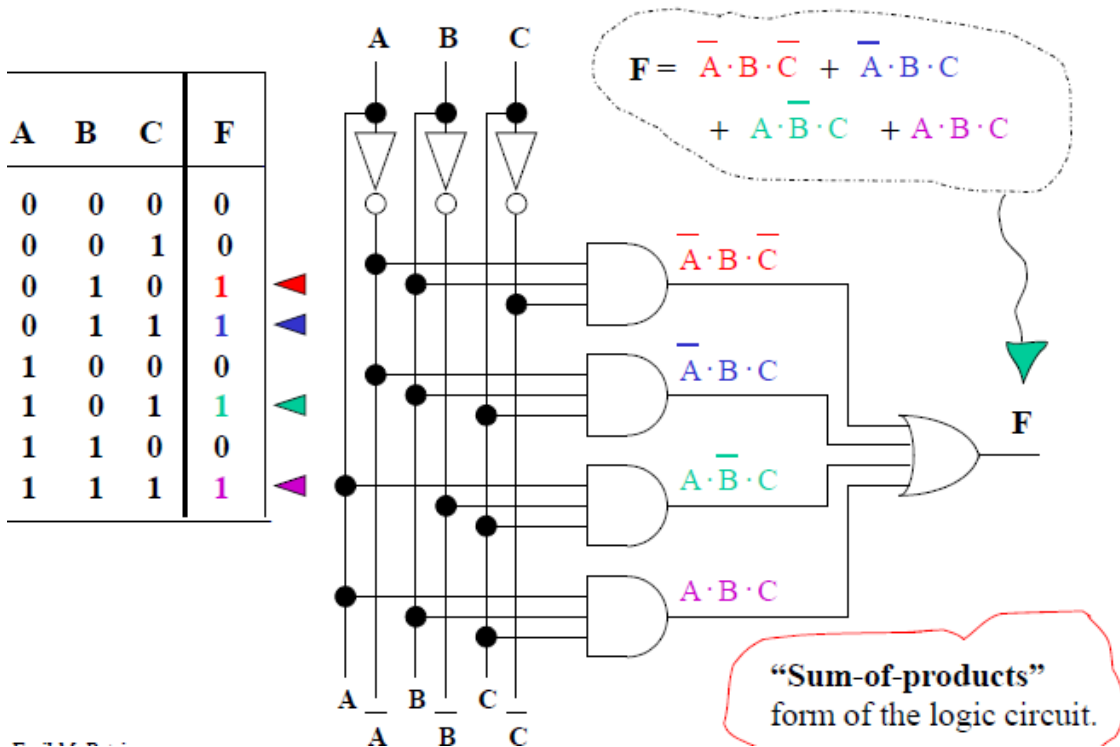 A B C F
0 0 0 0
0 0 1 0
0 1 0 1
0 1 1 1
1 0 0 0
1 0 1 1
1 1 0 0
1 1 1 1
A B C
A A̅ B B̅ C C̅
F = A̅ · B · C̅ + A̅ · B · C
+ A · B̅ · C + A · B · C
A̅ · B · C̅
A̅ · B · C
A · B̅ · C
A · B · C
F
“Sum-of-products”
form of the logic circuit.